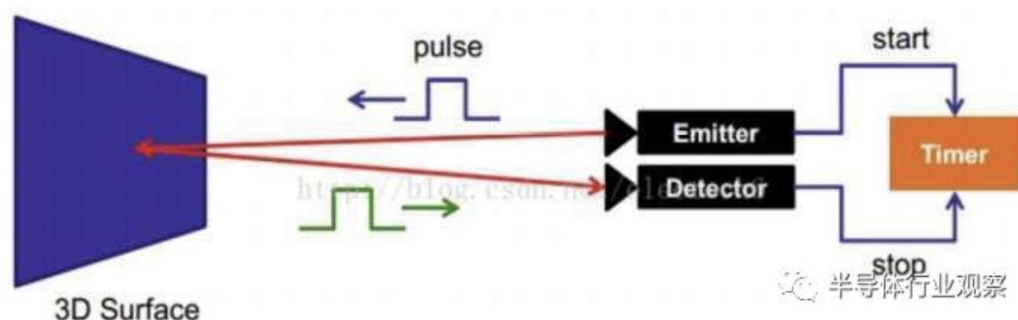 pulse
start
Emitter
Timer
Detector
stop
半导体行业观察
3D Surface